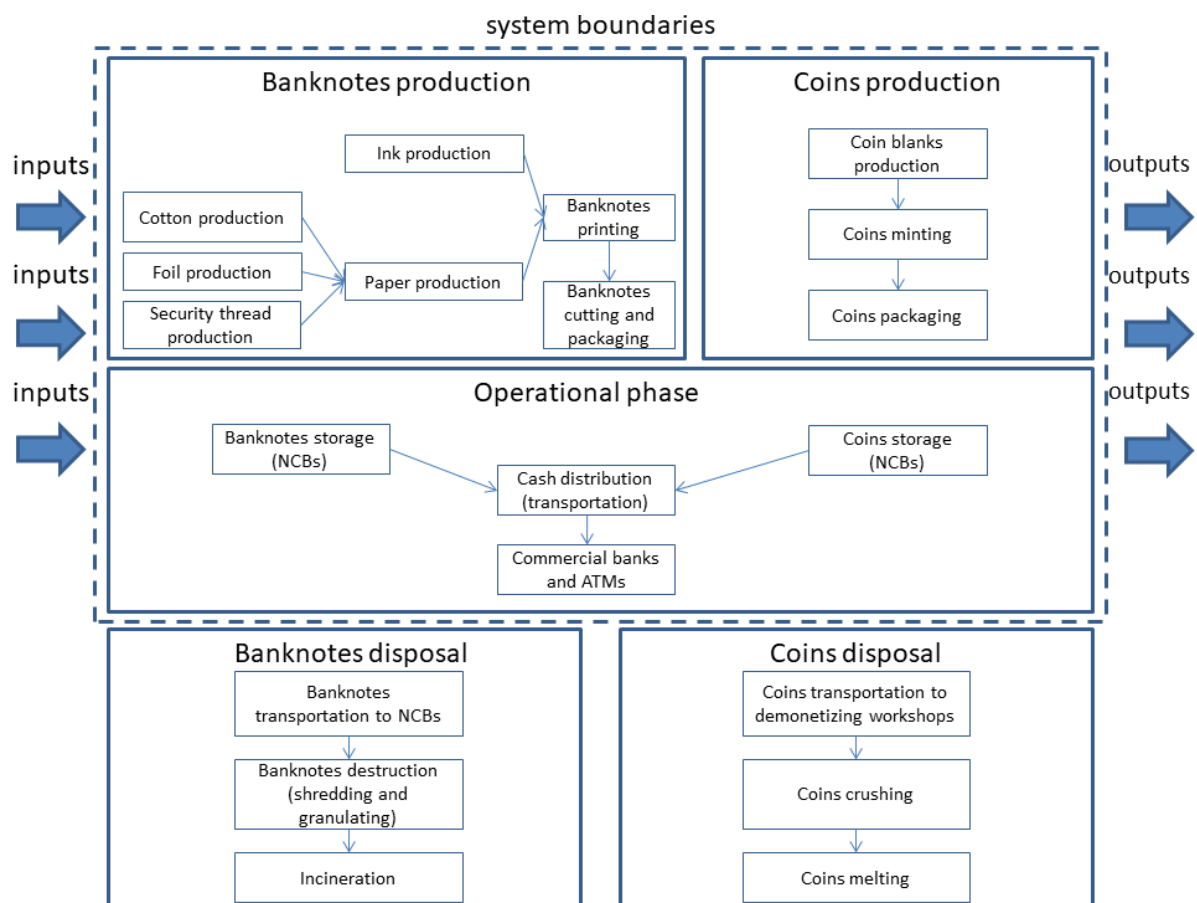 system boundaries
Banknotes production
Coins production
inputs
Ink production
Coin blanks
production
outputs
Cotton production
Banknotes
printing
Coins minting
inputs
Foil production
Paper production
outputs
Security thread
production
Banknotes
cutting and
packaging
Coins packaging
inputs
Operational phase
outputs
Banknotes storage
(NCBs)
Coins storage
(NCBs)
Cash distribution
(transportation)
Commercial banks
and ATMs
Banknotes disposal
Banknotes
transportation to NCBs
Banknotes destruction
(shredding and
granulating)
Incineration
Coins disposal
Coins transportation to
demonetizing workshops
Coins crushing
Coins melting